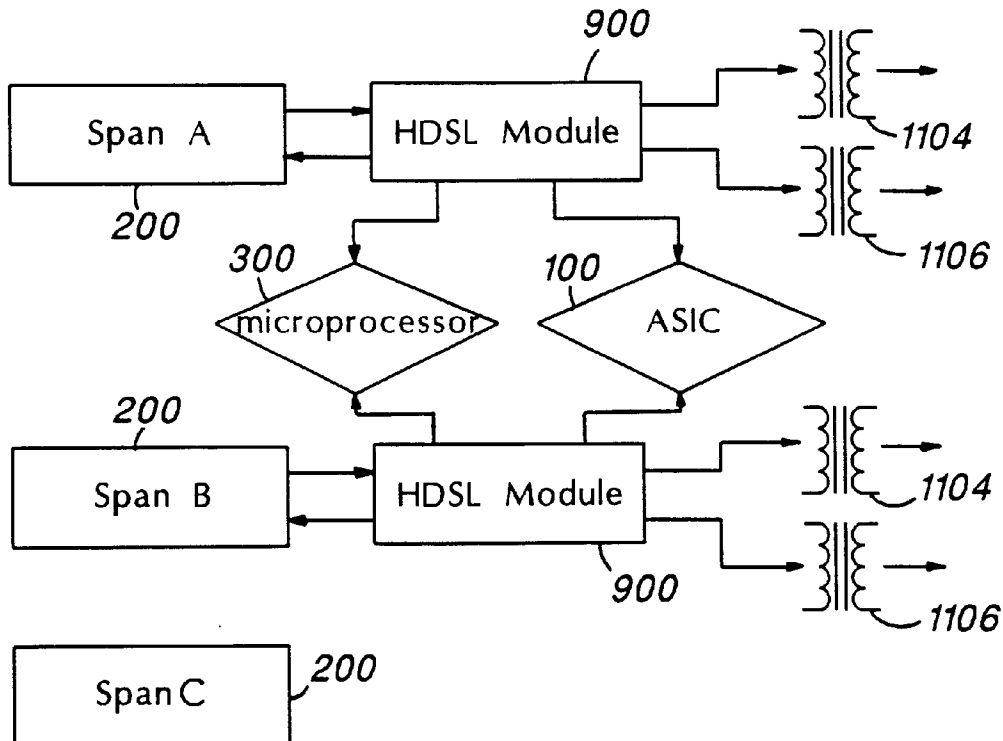 900
Span A
HDSL Module
1104
200
1106
300
100
microprocessor
ASIC
200
1104
Span B
HDSL Module
900
1106
Span C
200